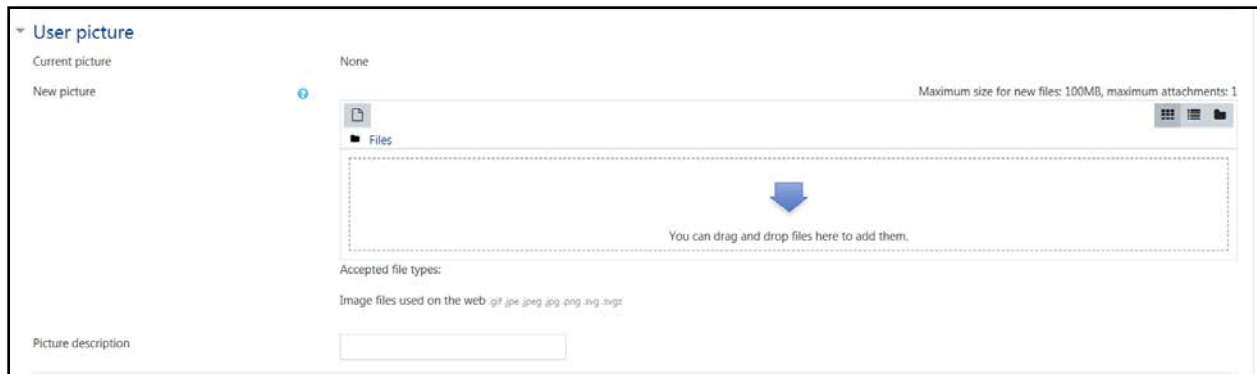 User picture
Current picture None
New picture
Maximum size for new files: 100MB, maximum attachments: 1
Files
You can drag and drop files here to add them.
Accepted file types:
Image files used on the web .gif .jpe .jpeg .jpg .png .svg .svgz
Picture description